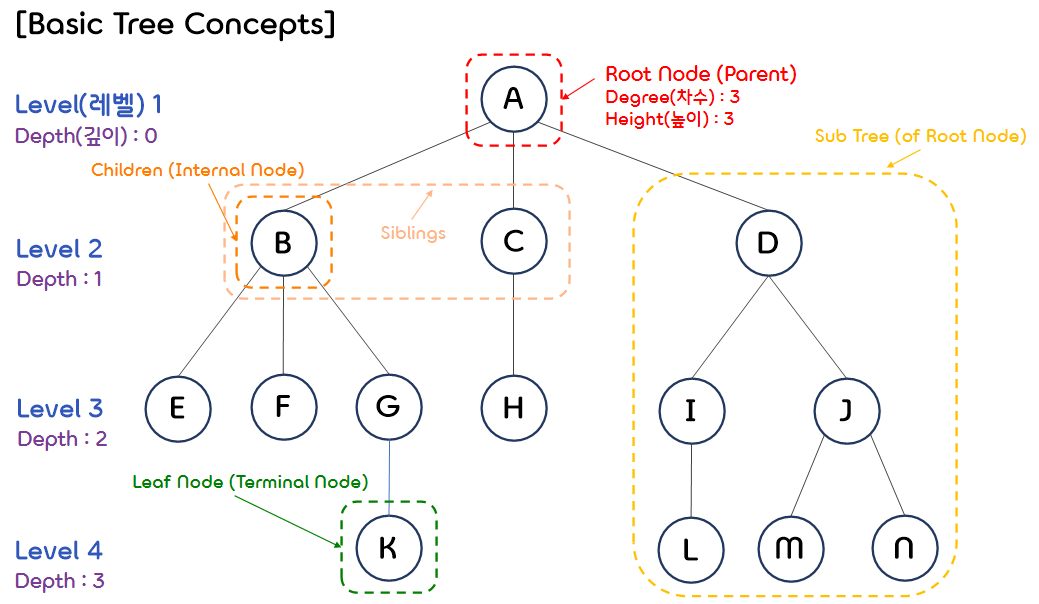 [Basic Tree Concepts]
A
Root Node (Parent)
Degree(차수) : 3
Height(높이) : 3
Level(레벨) 1
Depth(깊이) : 0
Sub Tree (of Root Node)
Children (Internal Node)
Siblings
B
C
D
Level 2
Depth : 1
E
F
G
H
I
J
Level 3
Depth : 2
Leaf Node (Terminal Node)
K
L
M
N
Level 4
Depth : 3